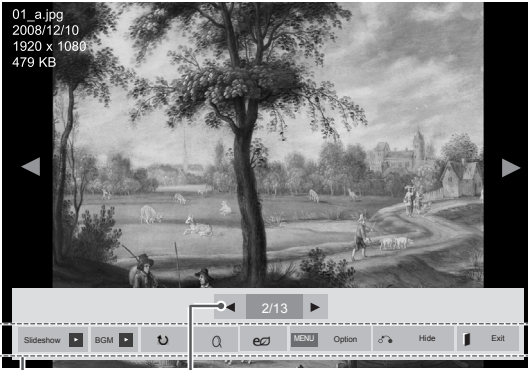 01_a.jpg
2008/12/10
1920 x 1080
479 KB
2/13
Slideshow BGM MENU Option Hide Exit